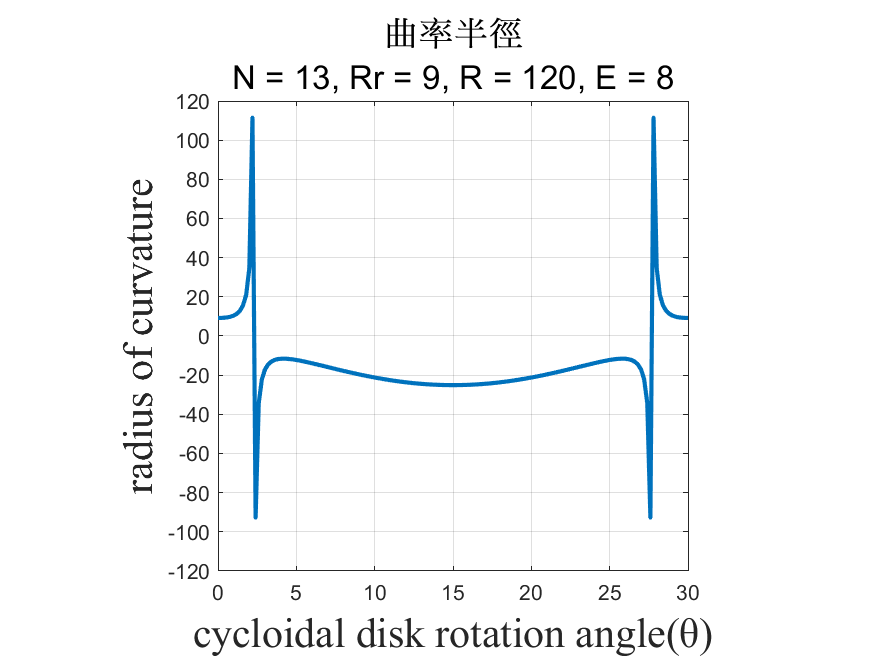 曲率半徑
N = 13, Rr = 9, R = 120, E = 8
radius of curvature
120
100
80
60
40
20
0
-20
-40
-60
-80
-100
-120
0 5 10 15 20 25 30
cycloidal disk rotation angle(θ)